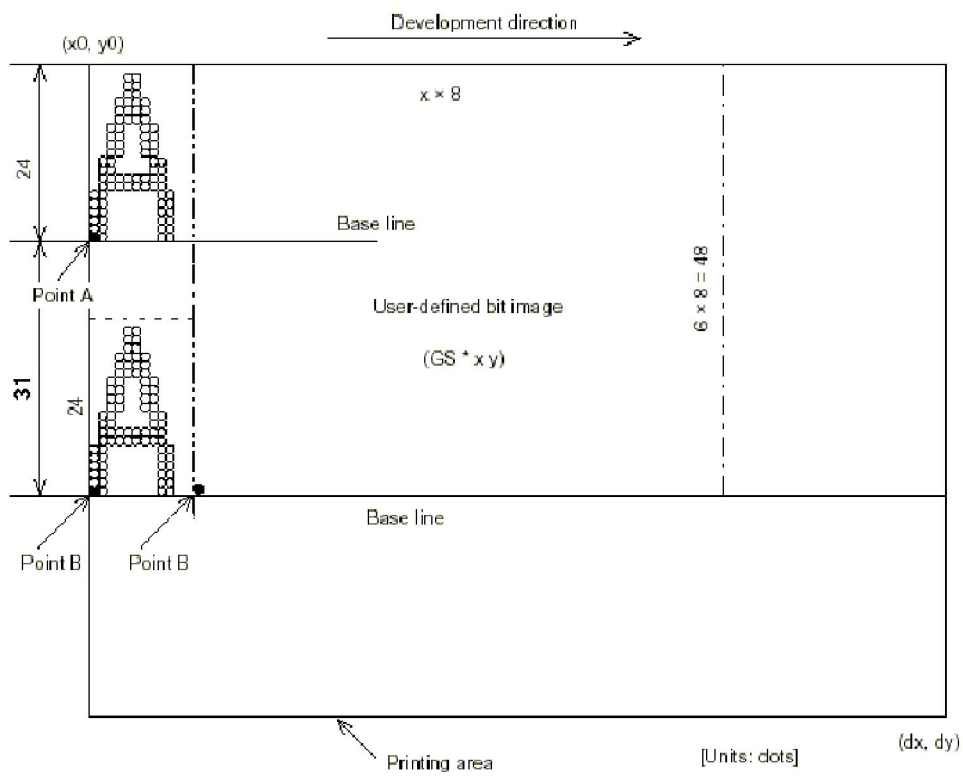 Development direction
(x0, y0)
x × 8
24
Base line
6 × 8 = 48
Point A
User-defined bit image
(GS * x y)
31
24
Base line
Point B
Point B
(dx, dy)
[Units: dots]
Printing area